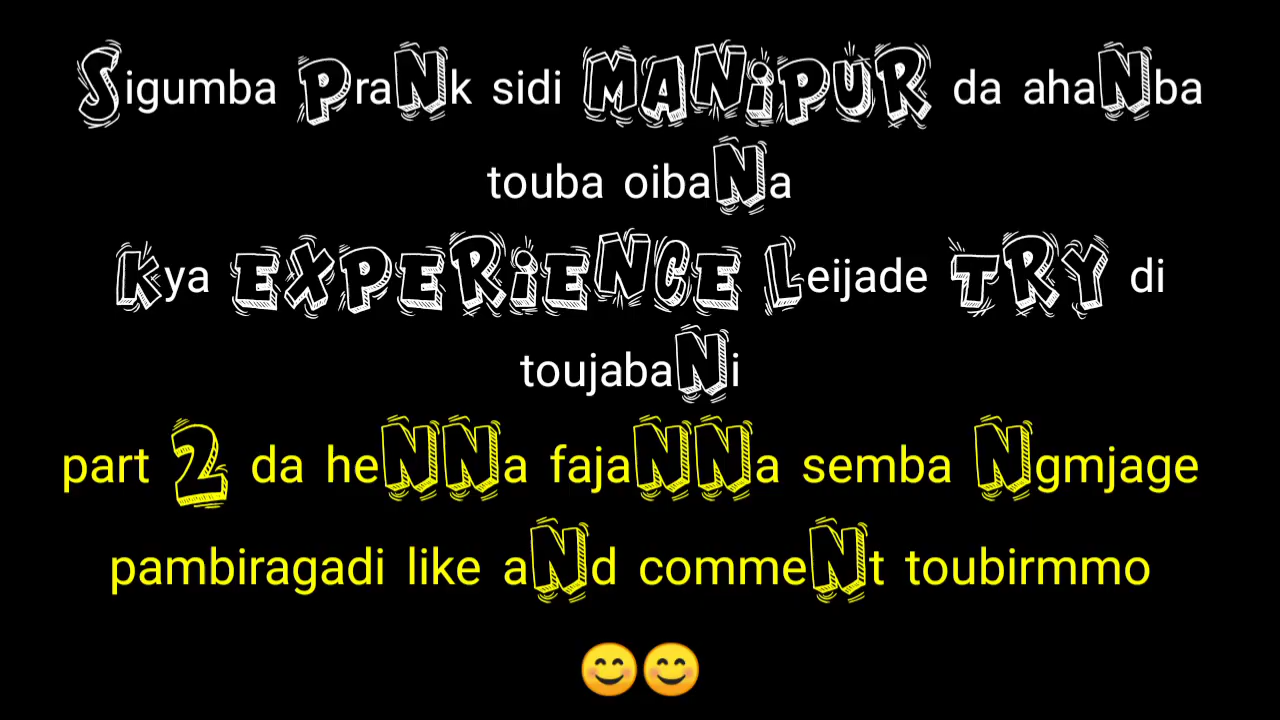 Sigumba PraNk sidi MANiPUR da ahaNba
touba oibaNa
Kya EXPERiENCE Leijade TRY di
toujabaNi
part 2 da heNNa fajaNNa semba Ngmjage
pambiragadi like aNd commeNt toubirmmo
😊😊